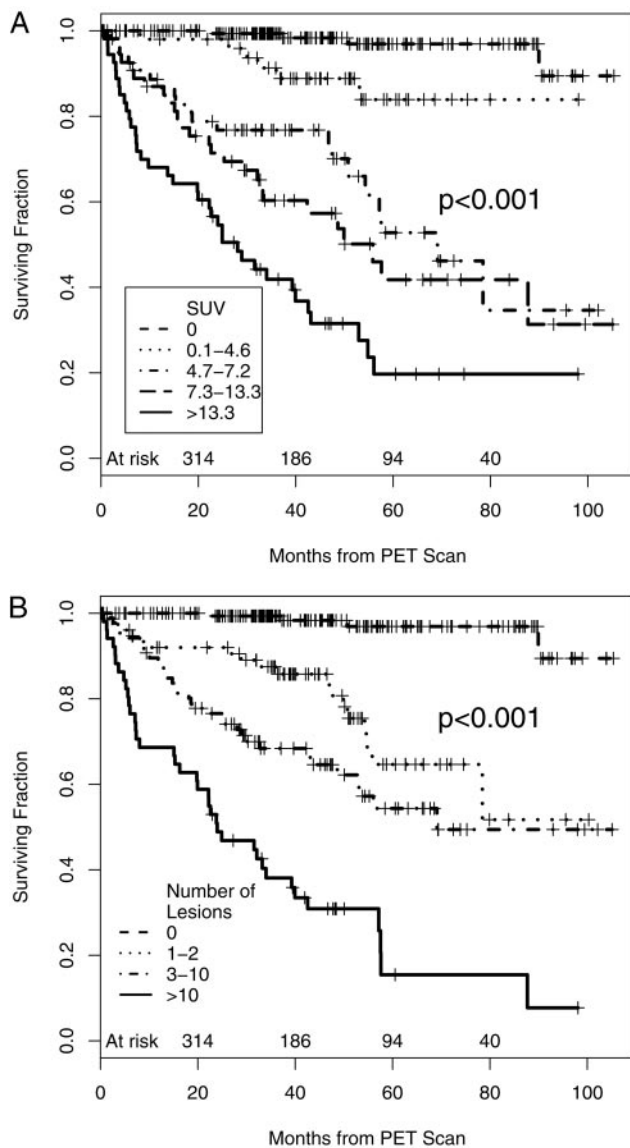 A
1.0
0.8
0.6
0.4
0.2
0.0
Surviving Fraction
p<0.001
SUV
0
0.1–4.6
4.7–7.2
7.3–13.3
>13.3
At risk 314 186 94 40
0 20 40 60 80 100
Months from PET Scan
B
1.0
0.8
0.6
0.4
0.2
0.0
Surviving Fraction
p<0.001
Number of
Lesions
0
1–2
3–10
>10
At risk 314 186 94 40
0 20 40 60 80 100
Months from PET Scan